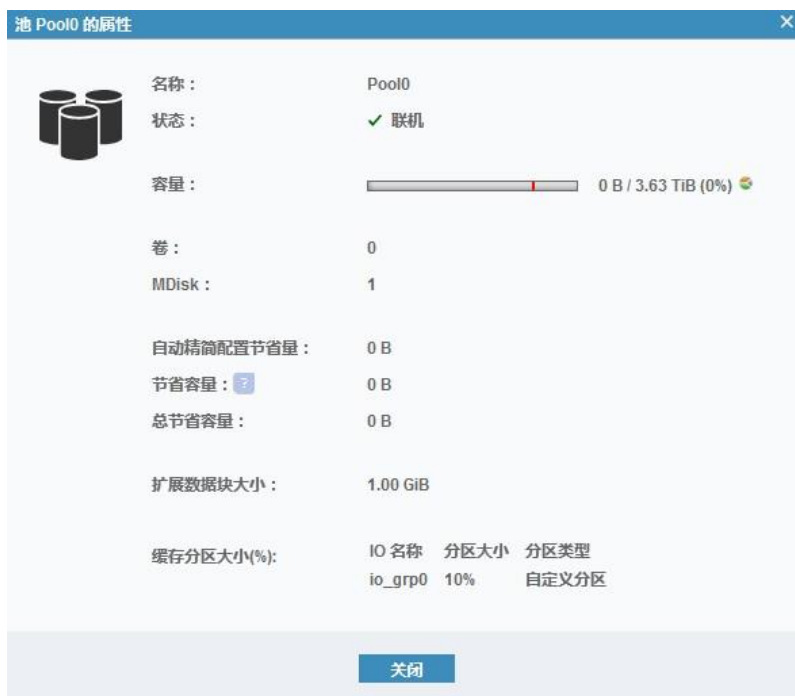 池 Pool0 的属性
名称： Pool0
状态： 联机
容量： 0 B / 3.63 TiB (0%)
卷： 0
MDisk： 1
自动精简配置节省量： 0 B
节省容量： ? 0 B
总节省容量： 0 B
扩展数据块大小： 1.00 GiB
缓存分区大小(%): IO 名称 分区大小 分区类型
io_grp0 10% 自定义分区
关闭